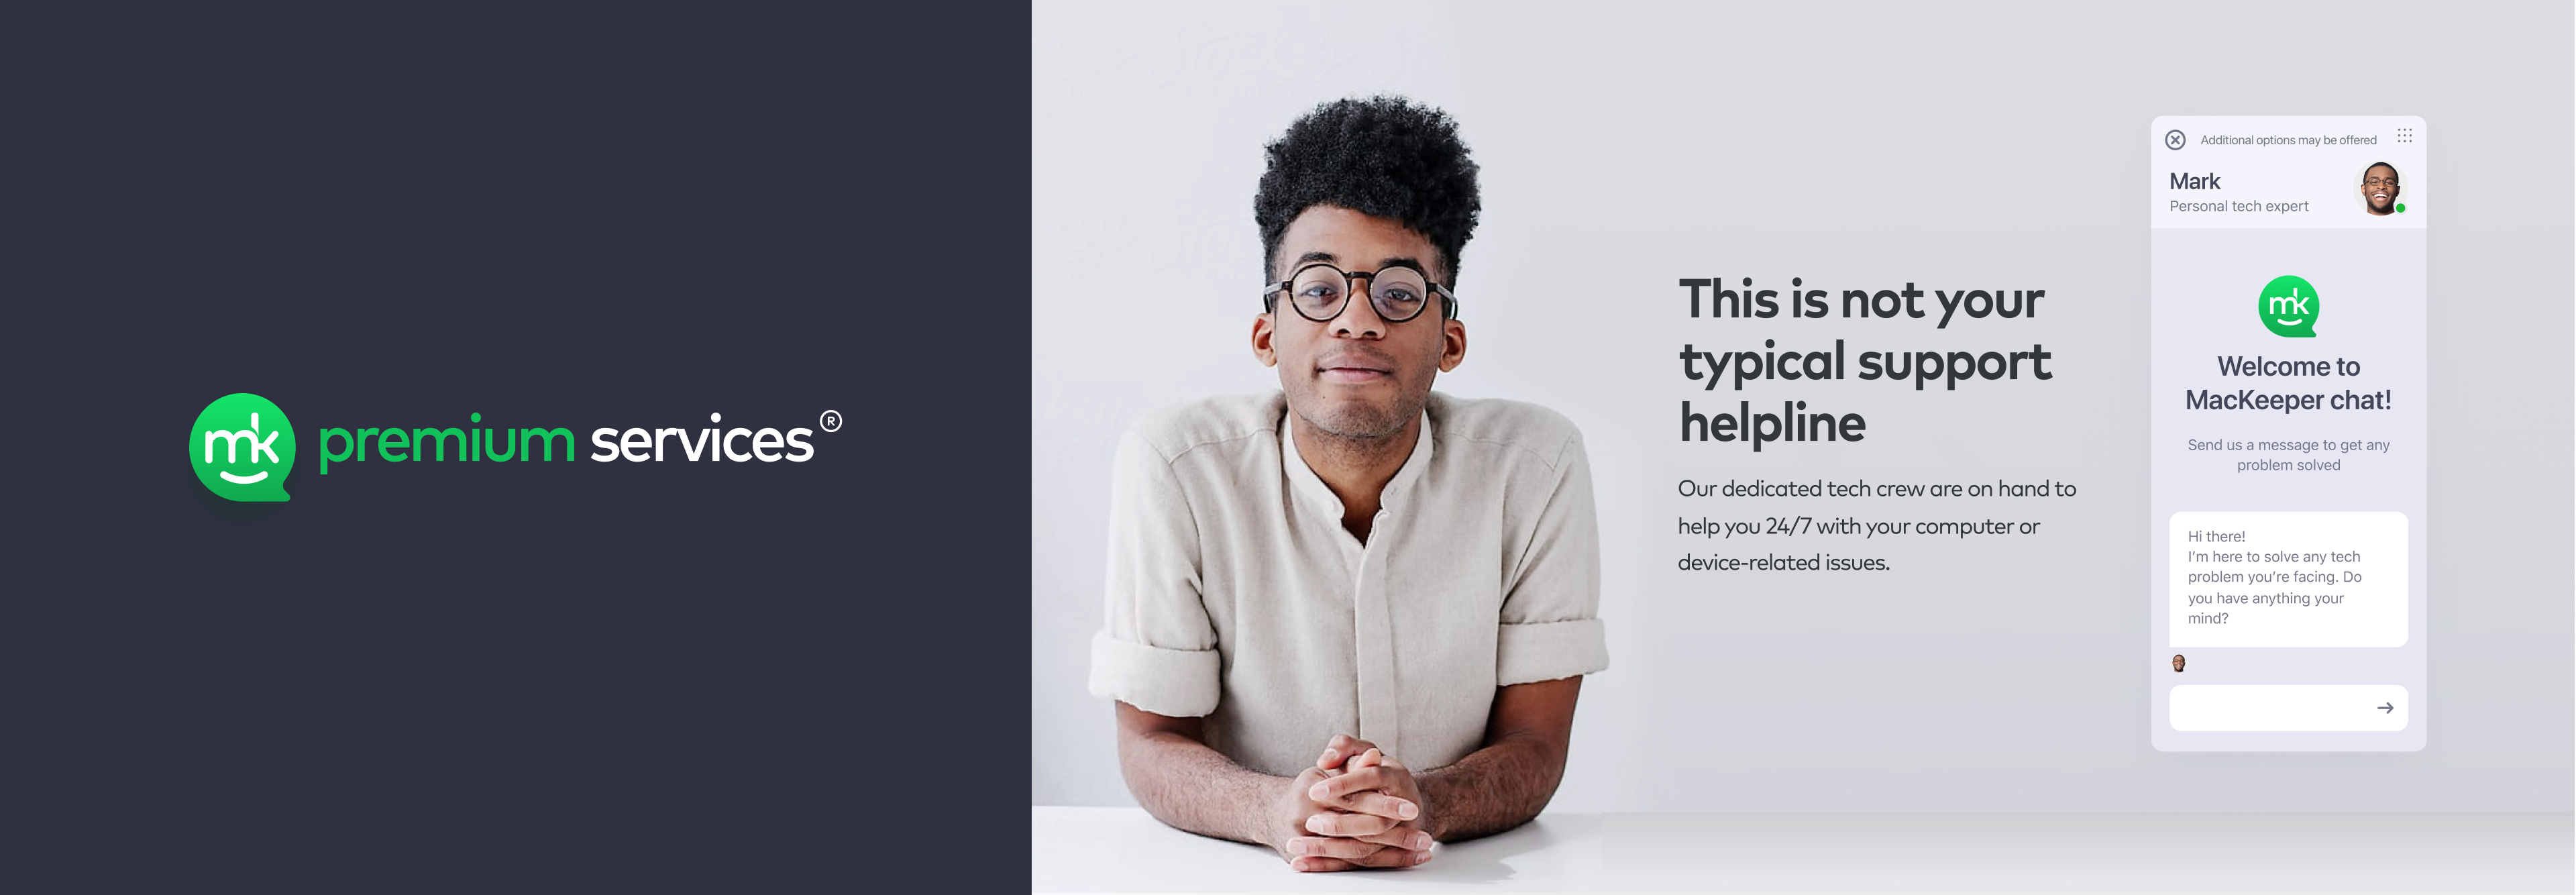 mk premium services®
This is not your
typical support
helpline
Our dedicated tech crew are on hand to
help you 24/7 with your computer or
device-related issues.
Additional options may be offered
Mark
Personal tech expert
mk
Welcome to
MacKeeper chat!
Send us a message to get any
problem solved
Hi there!
I'm here to solve any tech
problem you're facing. Do
you have anything your
mind?